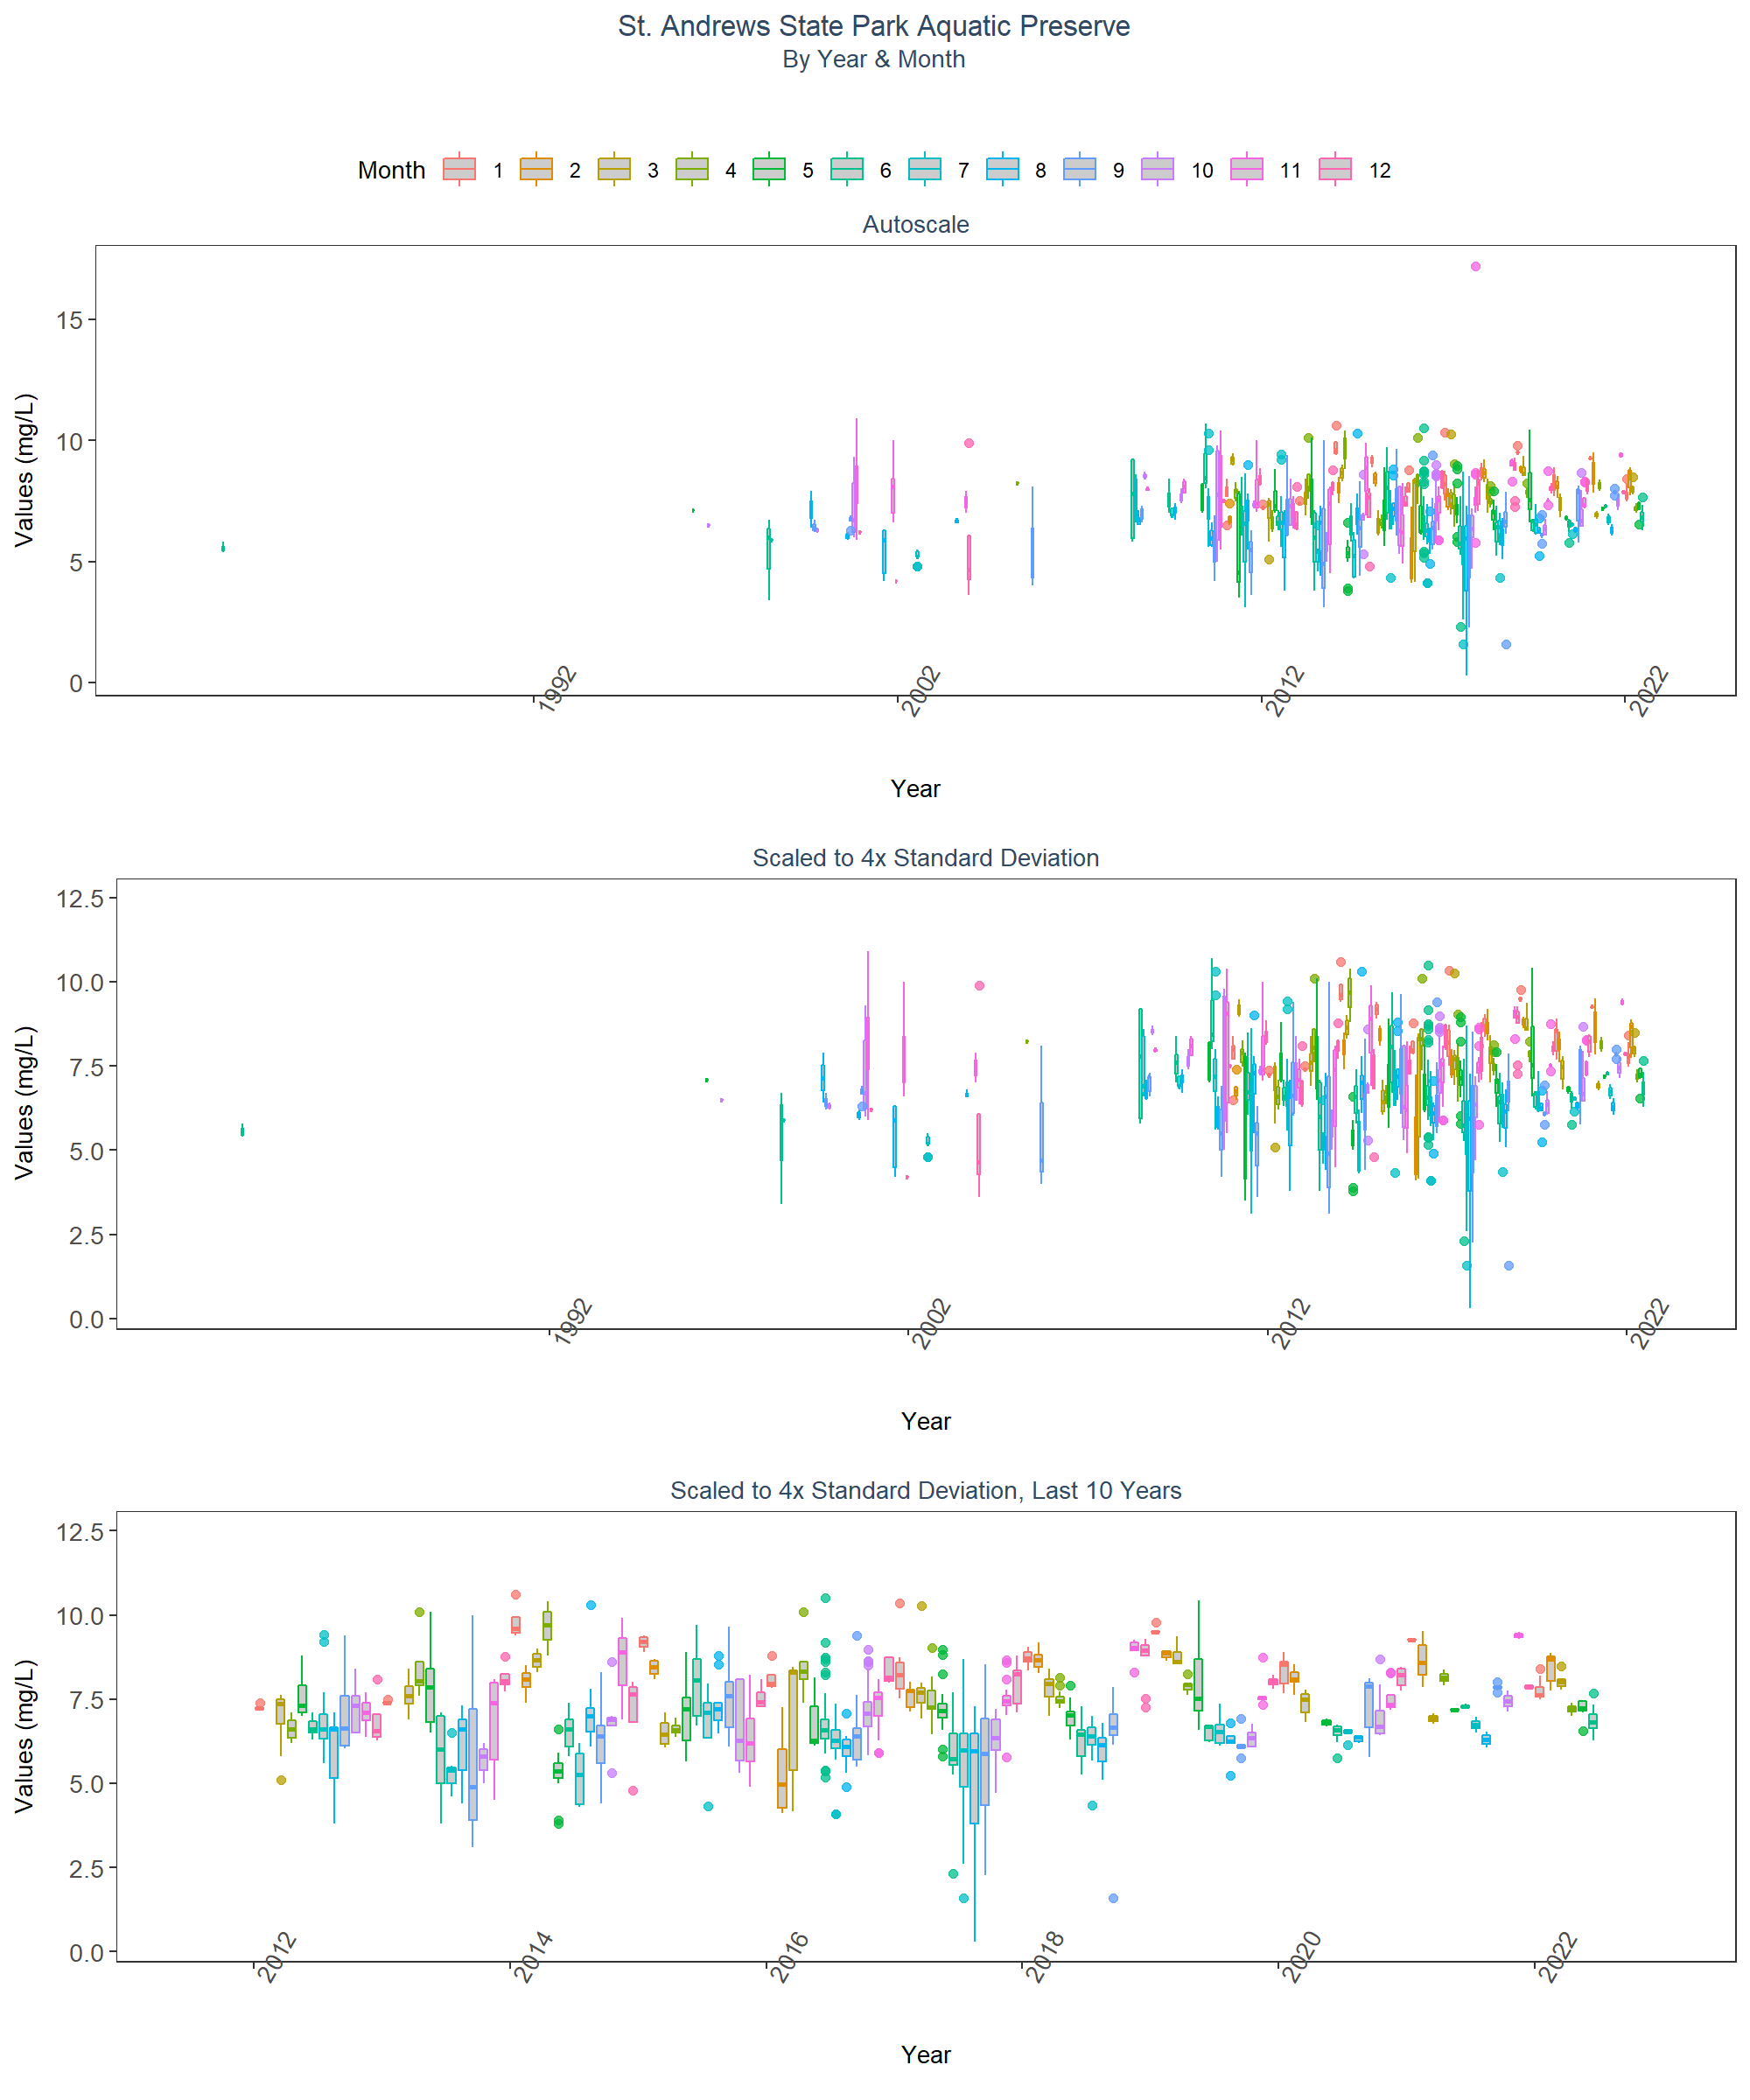 St. Andrews State Park Aquatic Preserve
By Year & Month
Month 1 2 3 4 5 6 7 8 9 10 11 12
Autoscale
Values (mg/L)
15
10
5
0
1992 2002 2012 2022
Year
Scaled to 4x Standard Deviation
Values (mg/L)
12.5
10.0
7.5
5.0
2.5
0.0
1992 2002 2012 2022
Year
Scaled to 4x Standard Deviation, Last 10 Years
Values (mg/L)
12.5
10.0
7.5
5.0
2.5
0.0
2012 2014 2016 2018 2020 2022
Year